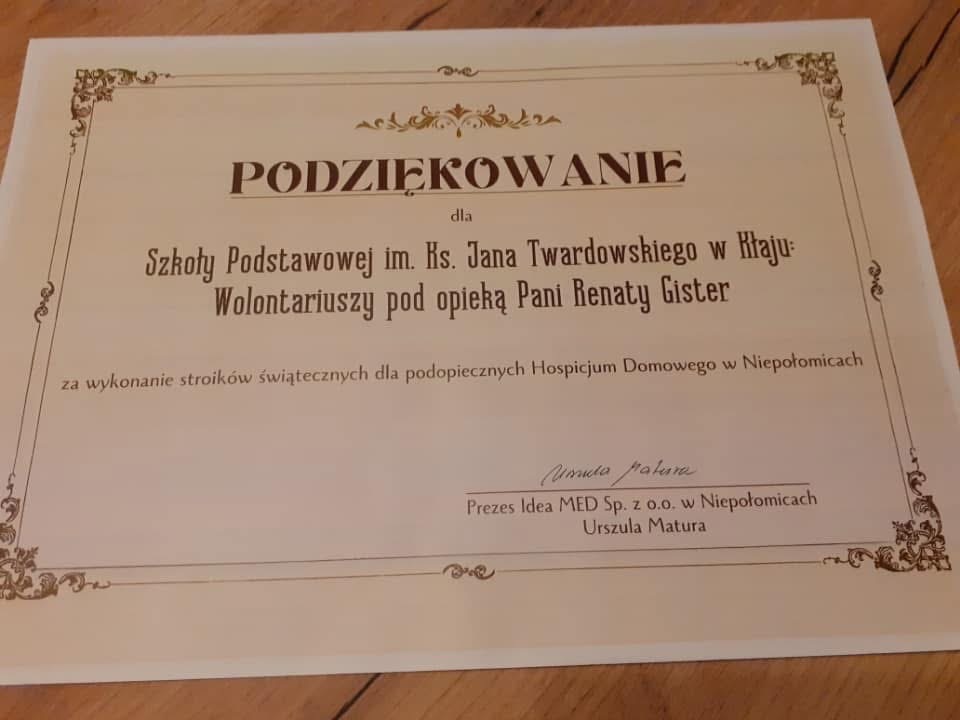 PODZIĘKOWANIE
dla
Szkoły Podstawowej im. Ks. Jana Twardowskiego w Kłaju:
Wolontariuszy pod opieką Pani Renaty Gister
za wykonanie stroików świątecznych dla podopiecznych Hospicjum Domowego w Niepołomicach
Urszula Matura
Prezes Idea MED Sp. z o.o. w Niepołomicach
Urszula Matura